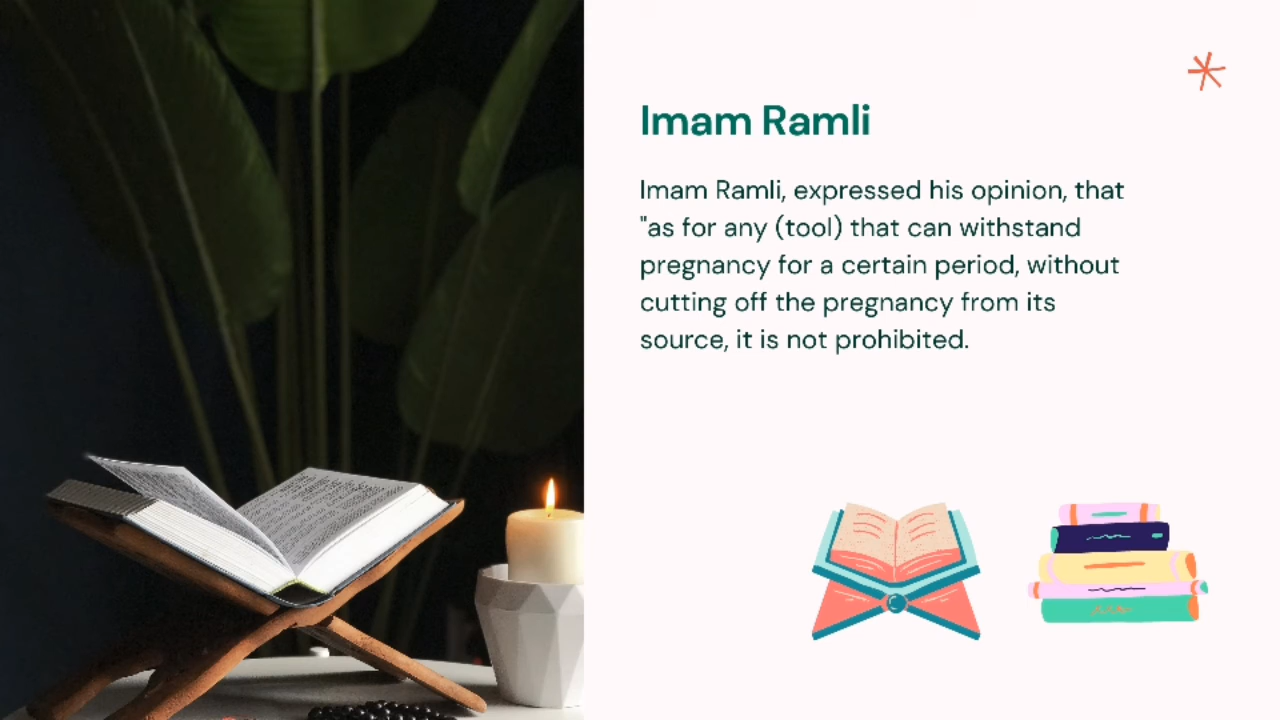 Imam Ramli
Imam Ramli, expressed his opinion, that
"as for any (tool) that can withstand
pregnancy for a certain period, without
cutting off the pregnancy from its
source, it is not prohibited.